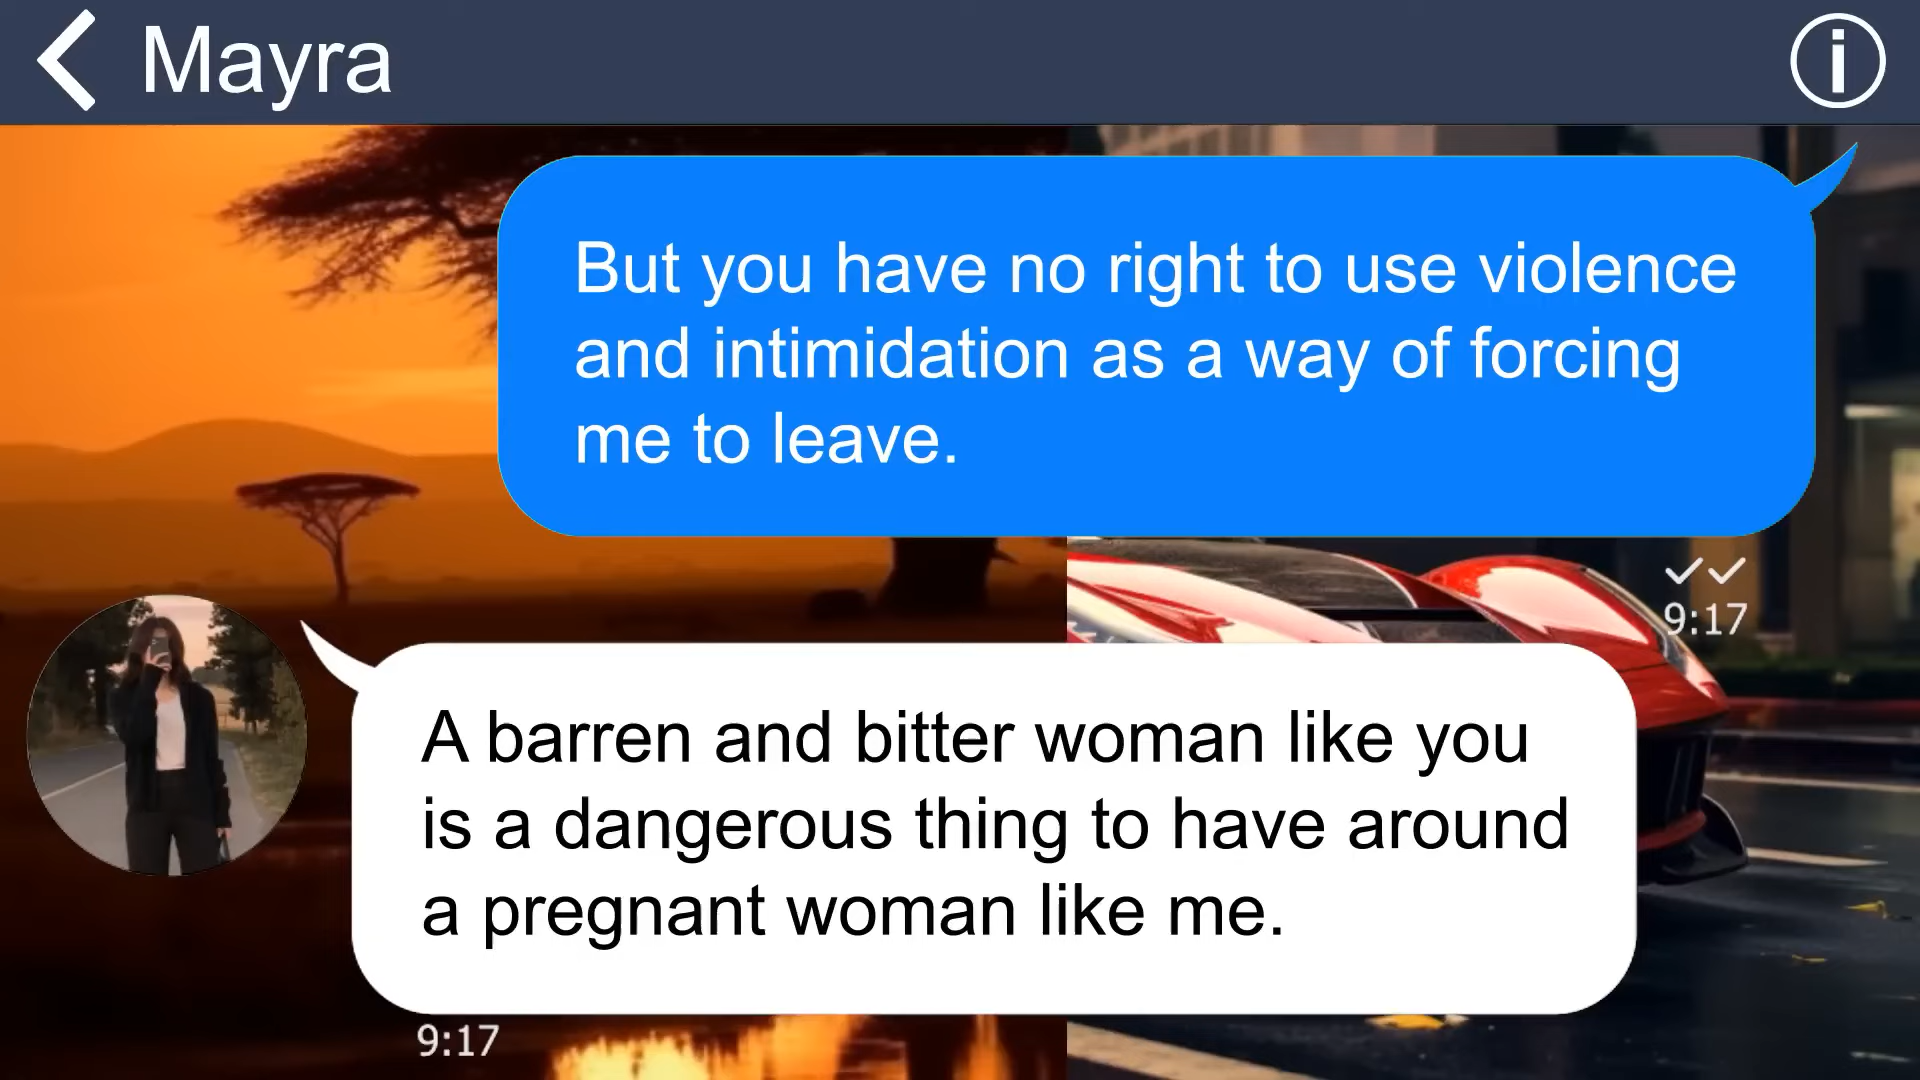 Mayra
But you have no right to use violence
and intimidation as a way of forcing
me to leave.
9:17
A barren and bitter woman like you
is a dangerous thing to have around
a pregnant woman like me.
9:17